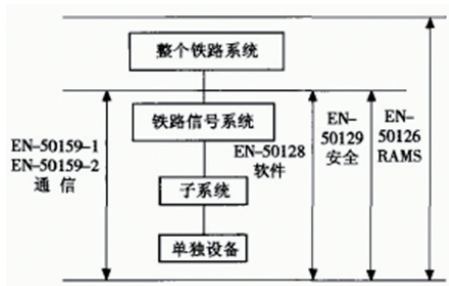 整个铁路系统
铁路信号系统
EN-50159-1
EN-50159-2
通 信
EN-50128
软件
EN-
50129
安全
EN-
50126
RAMS
子系统
单独设备